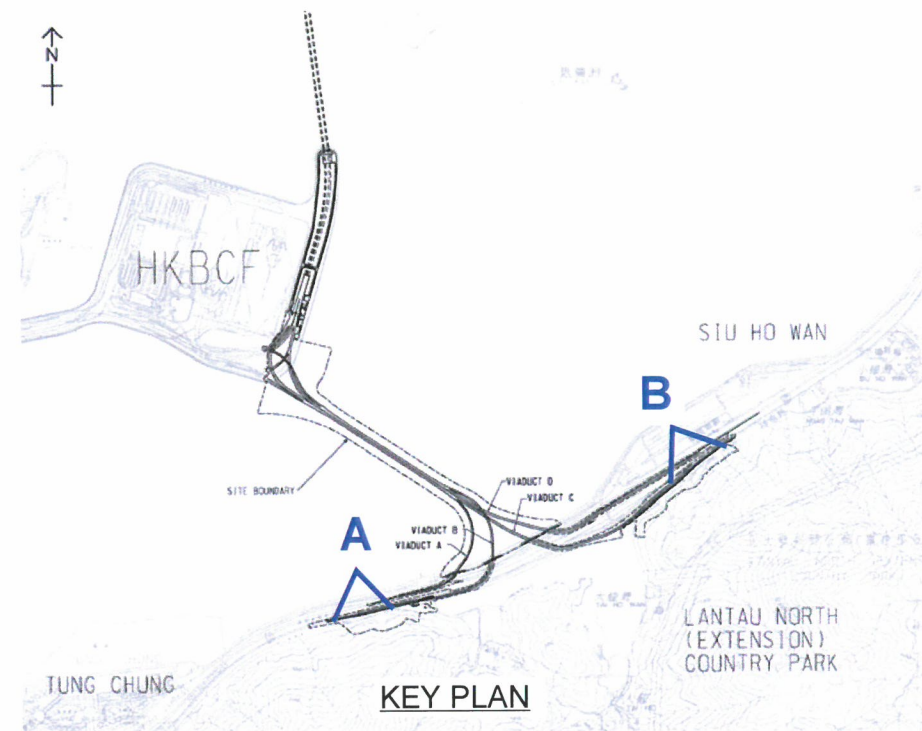 N
HKBCF
SIU HO WAN
B
SITE BOUNDARY
VIADUCT D
VIADUCT C
VIADUCT B
VIADUCT A
A
LANTAU NORTH
(EXTENSION)
COUNTRY PARK
TUNG CHUNG
KEY PLAN